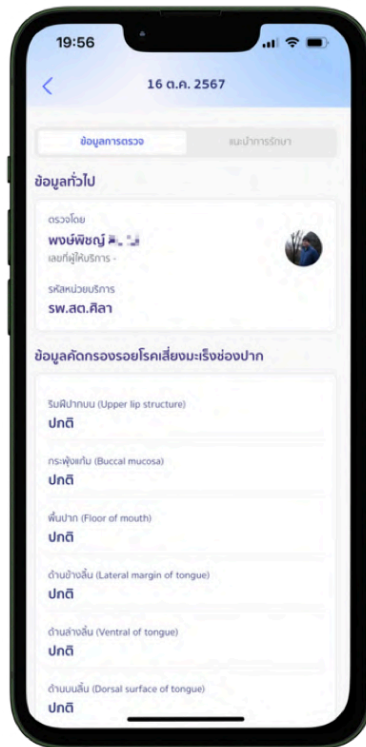 19:56
16 ต.ค. 2567
ข้อมูลการตรวจ
แนะนำการรักษา
ข้อมูลทั่วไป
ตรวจโดย
พงษ์พิชญ์
เลขที่ผู้ให้บริการ -
รหัสหน่วยบริการ
รพ.สต.ศิลา
ข้อมูลคัดกรองรอยโรคเสี่ยงมะเร็งช่องปาก
ริมฝีปากบน (Upper lip structure)
ปกติ
กระพุ้งแก้ม (Buccal mucosa)
ปกติ
พื้นปาก (Floor of mouth)
ปกติ
ด้านข้างลิ้น (Lateral margin of tongue)
ปกติ
ด้านล่างลิ้น (Ventral of tongue)
ปกติ
ด้านบนลิ้น (Dorsal surface of tongue)
ปกติ